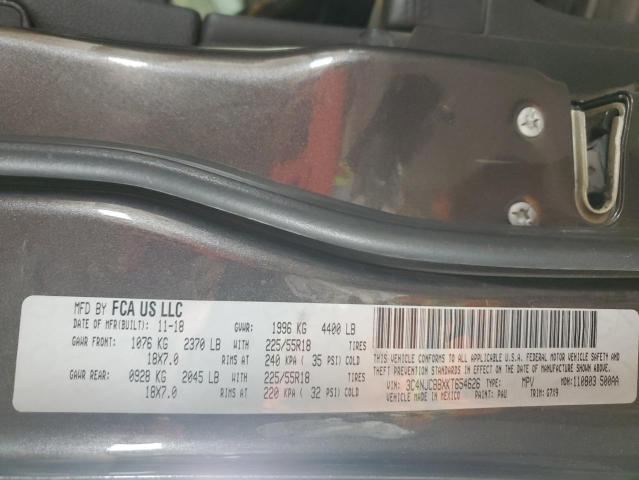 MFD BY FCA US LLC
DATE OF MFR(BUILT): 11-18 GVWR: 1996 KG 4400 LB
GAWR FRONT: 1076 KG 2370 LB WITH 225/55R18 TIRES
18X7.0 RIMS AT 240 KPA ( 35 PSI) COLD
GAWR REAR: 0928 KG 2045 LB WITH 225/55R18 TIRES
18X7.0 RIMS AT 220 KPA ( 32 PSI) COLD
THIS VEHICLE CONFORMS TO ALL APPLICABLE U.S.A. FEDERAL MOTOR VEHICLE SAFETY AND
THEFT PREVENTION STANDARDS IN EFFECT ON THE DATE OF MANUFACTURE SHOWN ABOVE.
VIN: 3C4NJCBBXKT654626 TYPE: MPV MDH: 110803 500AA
VEHICLE MADE IN MEXICO PAINT: PAU TRIM: G7X9